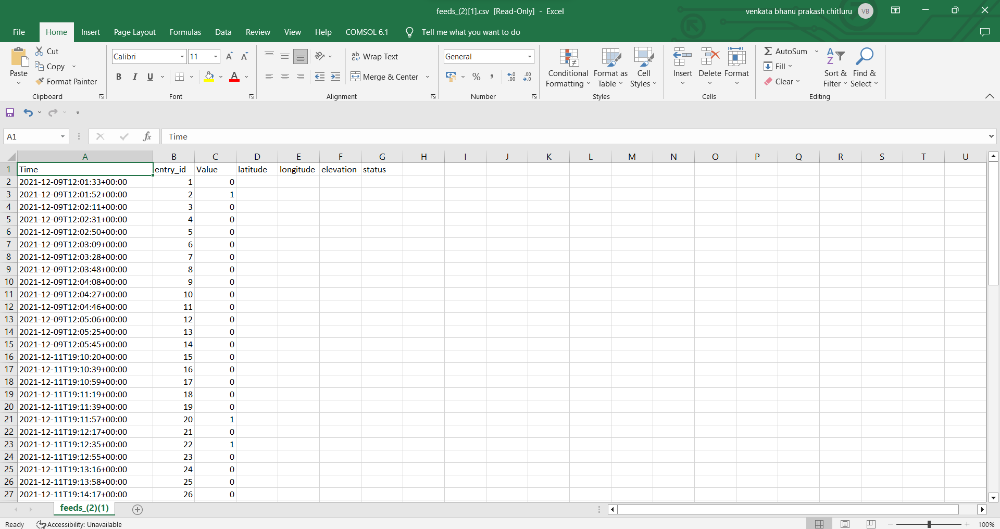 feeds_(2)[1].csv [Read-Only] - Excel
venkata bhanu prakash chitluru VB
File Home Insert Page Layout Formulas Data Review View Help COMSOL 6.1 Tell me what you want to do
Paste
Cut
Copy
Format Painter
Clipboard
Calibri 11
B I U
Font
Wrap Text
Merge & Center
Alignment
General
% ,
Number
Conditional Formatting
Format as Table
Cell Styles
Styles
Insert Delete Format
Cells
AutoSum
Fill
Clear
Sort & Filter
Find & Select
Editing
A1 fx Time
A B C D E F G H I J K L M N O P Q R S T U
1 Time entry_id Value latitude longitude elevation status
2 2021-12-09T12:01:33+00:00 1 0
3 2021-12-09T12:01:52+00:00 2 1
4 2021-12-09T12:02:11+00:00 3 0
5 2021-12-09T12:02:31+00:00 4 0
6 2021-12-09T12:02:50+00:00 5 0
7 2021-12-09T12:03:09+00:00 6 0
8 2021-12-09T12:03:28+00:00 7 0
9 2021-12-09T12:03:48+00:00 8 0
10 2021-12-09T12:04:08+00:00 9 0
11 2021-12-09T12:04:27+00:00 10 0
12 2021-12-09T12:04:46+00:00 11 0
13 2021-12-09T12:05:06+00:00 12 0
14 2021-12-09T12:05:25+00:00 13 0
15 2021-12-09T12:05:45+00:00 14 0
16 2021-12-11T19:10:20+00:00 15 0
17 2021-12-11T19:10:39+00:00 16 0
18 2021-12-11T19:10:59+00:00 17 0
19 2021-12-11T19:11:19+00:00 18 0
20 2021-12-11T19:11:39+00:00 19 0
21 2021-12-11T19:11:57+00:00 20 1
22 2021-12-11T19:12:17+00:00 21 0
23 2021-12-11T19:12:35+00:00 22 1
24 2021-12-11T19:12:55+00:00 23 0
25 2021-12-11T19:13:16+00:00 24 0
26 2021-12-11T19:13:58+00:00 25 0
27 2021-12-11T19:14:17+00:00 26 0
feeds_(2)(1)
Ready Accessibility: Unavailable 100%